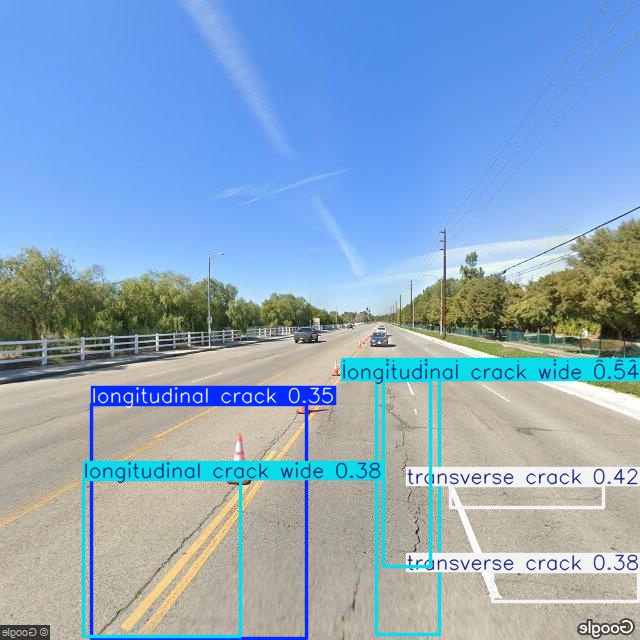 longitudinal crack wide 0.54
longitudinal crack 0.35
longitudinal crack wide 0.38
transverse crack 0.42
transverse crack 0.38
Google ©
Google